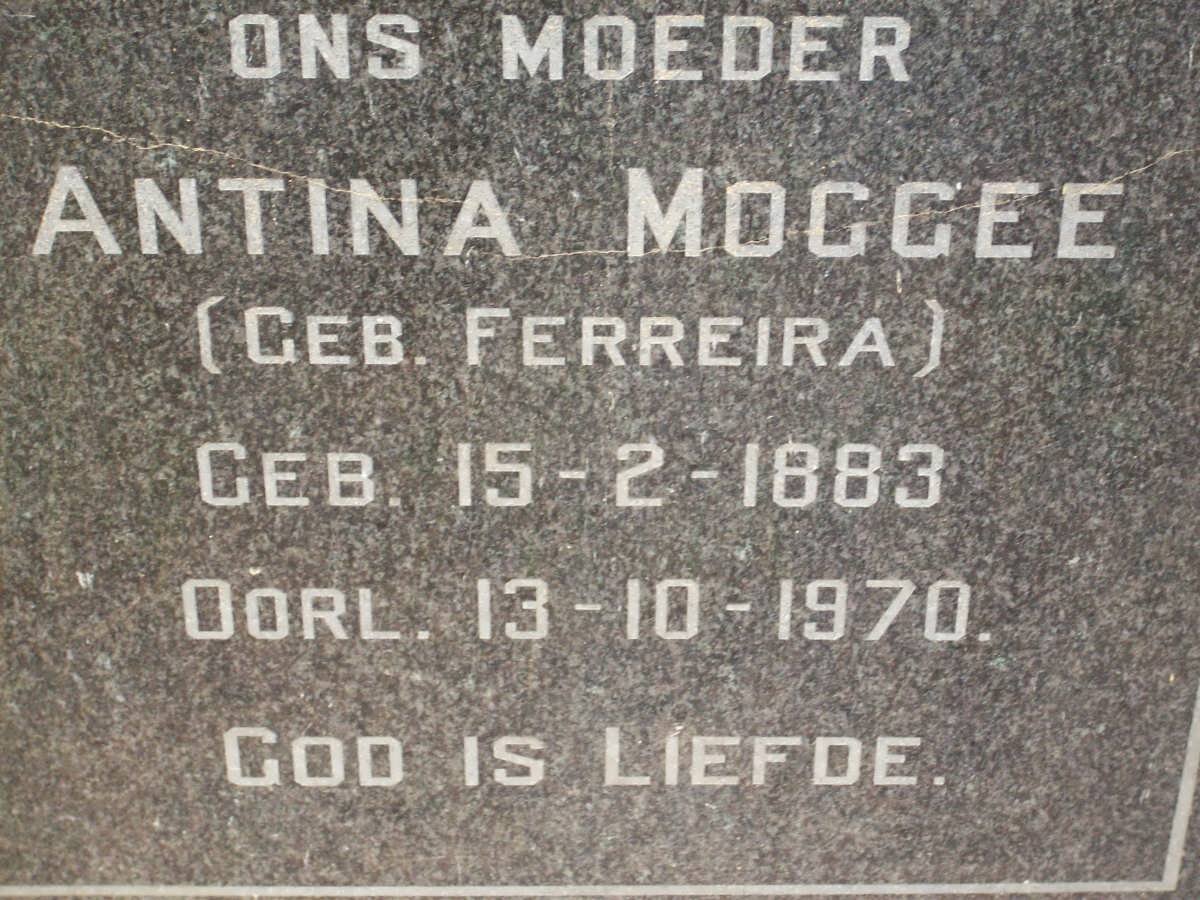 ONS MOEDER
ANTINA MOGGEE
(GEB. FERREIRA)
GEB. 15-2-1883
OORL. 13-10-1970.
GOD IS LIEFDE.